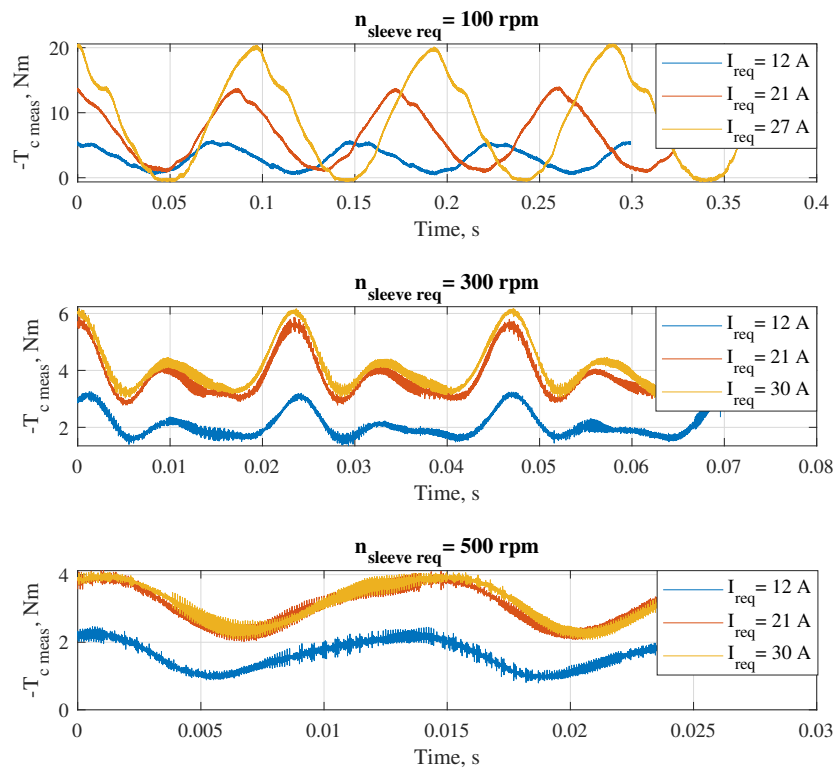 n_sleeve req = 100 rpm
20
10
0
-T_c meas, Nm
I_req = 12 A
I_req = 21 A
I_req = 27 A
0 0.05 0.1 0.15 0.2 0.25 0.3 0.35 0.4
Time, s
n_sleeve req = 300 rpm
6
4
2
-T_c meas, Nm
I_req = 12 A
I_req = 21 A
I_req = 30 A
0 0.01 0.02 0.03 0.04 0.05 0.06 0.07 0.08
Time, s
n_sleeve req = 500 rpm
4
2
0
-T_c meas, Nm
I_req = 12 A
I_req = 21 A
I_req = 30 A
0 0.005 0.01 0.015 0.02 0.025 0.03
Time, s